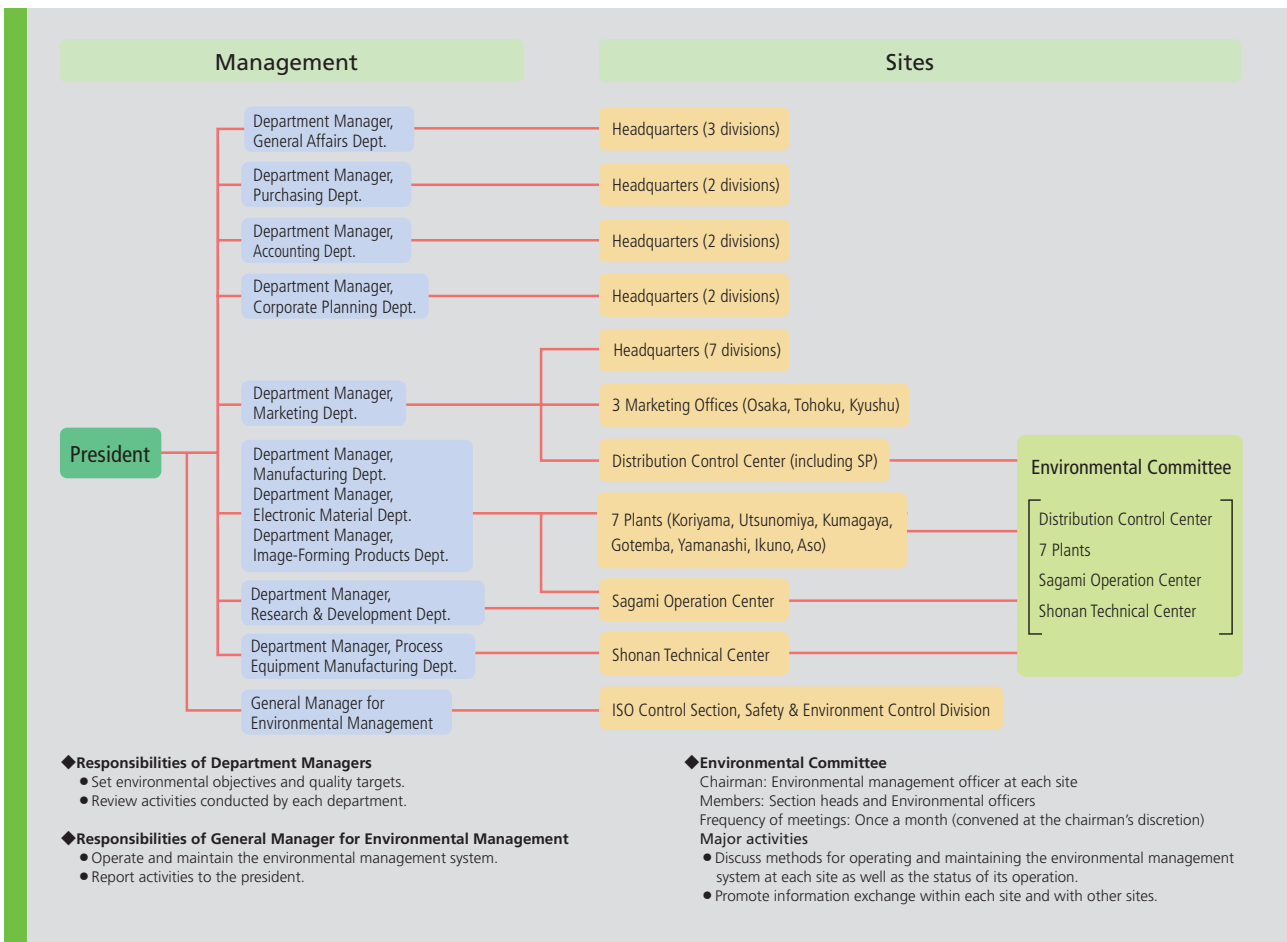 Management
Sites
President
Department Manager,
General Affairs Dept.
Headquarters (3 divisions)
Department Manager,
Purchasing Dept.
Headquarters (2 divisions)
Department Manager,
Accounting Dept.
Headquarters (2 divisions)
Department Manager,
Corporate Planning Dept.
Headquarters (2 divisions)
Department Manager,
Marketing Dept.
Headquarters (7 divisions)
3 Marketing Offices (Osaka, Tohoku, Kyushu)
Distribution Control Center (including SP)
Department Manager,
Manufacturing Dept.
Department Manager,
Electronic Material Dept.
Department Manager,
Image-Forming Products Dept.
7 Plants (Koriyama, Utsunomiya, Kumagaya,
Gotemba, Yamanashi, Ikuno, Aso)
Department Manager,
Research & Development Dept.
Sagami Operation Center
Department Manager, Process
Equipment Manufacturing Dept.
Shonan Technical Center
General Manager for
Environmental Management
ISO Control Section, Safety & Environment Control Division
Environmental Committee
Distribution Control Center
7 Plants
Sagami Operation Center
Shonan Technical Center
◆Responsibilities of Department Managers
● Set environmental objectives and quality targets.
● Review activities conducted by each department.
◆Responsibilities of General Manager for Environmental Management
● Operate and maintain the environmental management system.
● Report activities to the president.
◆Environmental Committee
Chairman: Environmental management officer at each site
Members: Section heads and Environmental officers
Frequency of meetings: Once a month (convened at the chairman's discretion)
Major activities
● Discuss methods for operating and maintaining the environmental management
system at each site as well as the status of its operation.
● Promote information exchange within each site and with other sites.